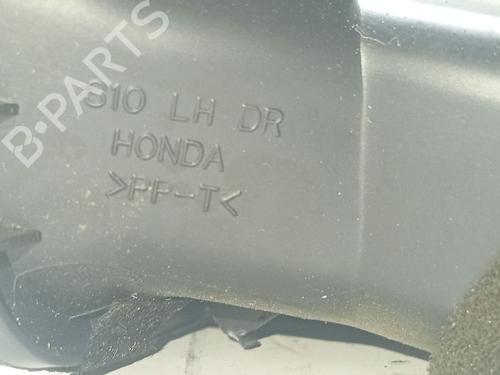 B-PARTS
S10 LH DR
HONDA
>PP-T<